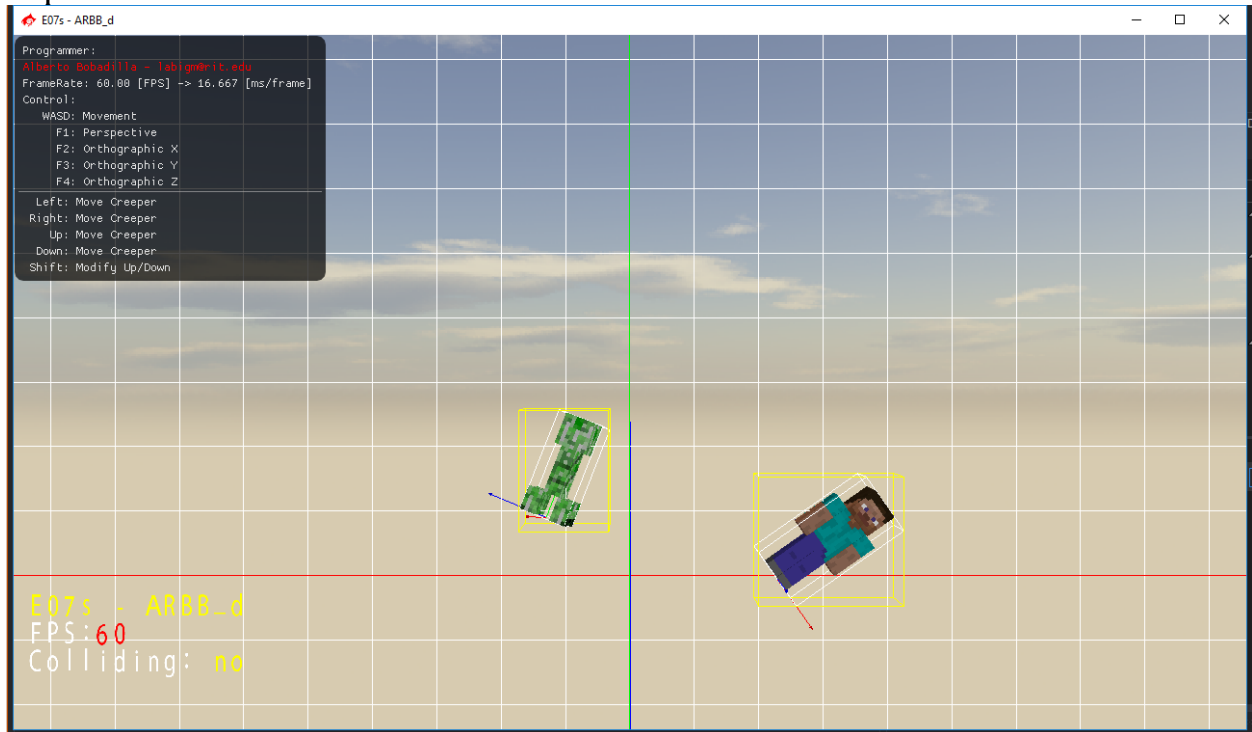 E07s - ARBB_d
Programmer:
Alberto Bobadilla - labigm@rit.edu
FrameRate: 60.00 [FPS] -> 16.667 [ms/frame]
Control:
WASD: Movement
F1: Perspective
F2: Orthographic X
F3: Orthographic Y
F4: Orthographic Z
Left: Move Creeper
Right: Move Creeper
Up: Move Creeper
Down: Move Creeper
Shift: Modify Up/Down
E07s - ARBB_d
FPS:60
Colliding: no